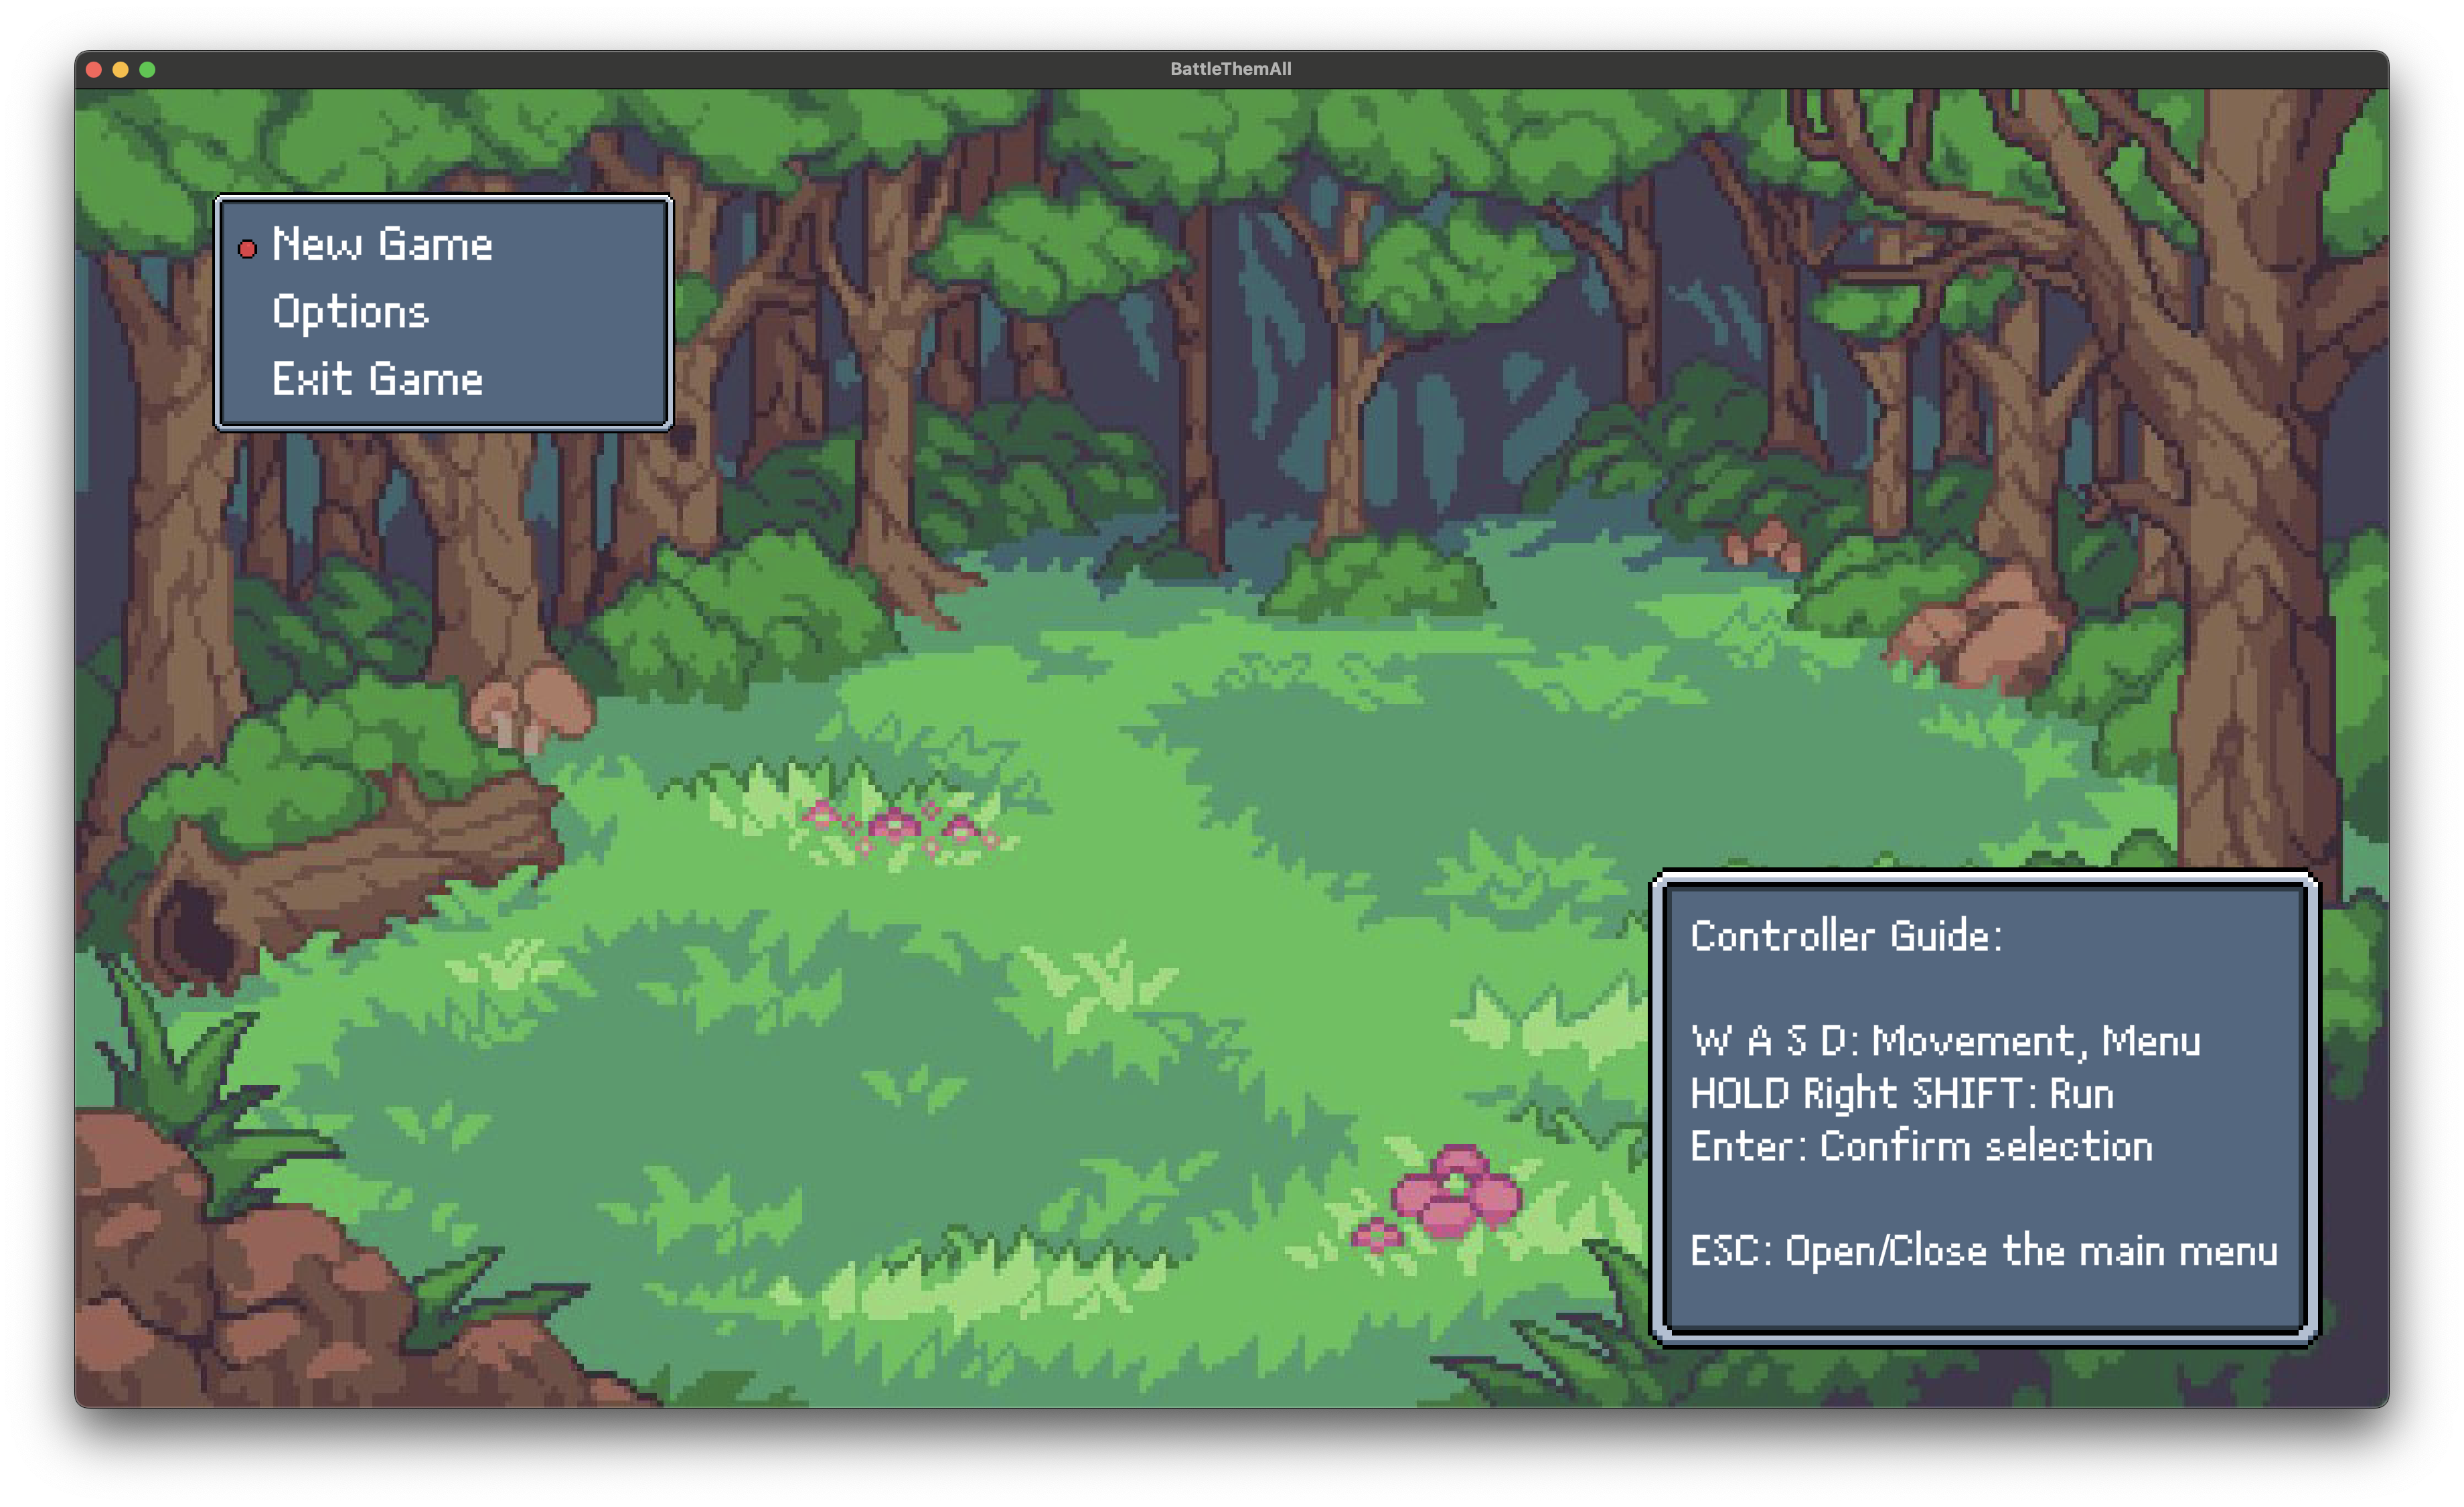 BattleThemAll
New Game
Options
Exit Game
Controller Guide:
W A S D: Movement, Menu
HOLD Right SHIFT: Run
Enter: Confirm selection
ESC: Open/Close the main menu